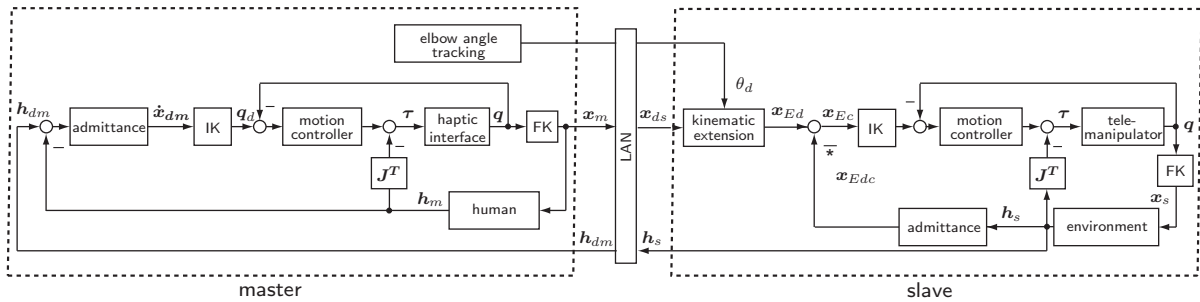 elbow angle
tracking
LAN
θ_d
h_dm
admittance
ẋ_dm
IK
q_d
−
motion
controller
τ
haptic
interface
q
FK
x_m
x_ds
kinematic
extension
x_Ed
x_Ec
IK
−
motion
controller
τ
tele-
manipulator
q
−
−
J^T
− *
x_Edc
−
J^T
FK
x_s
h_m
human
admittance
h_s
environment
h_dm
h_s
master
slave